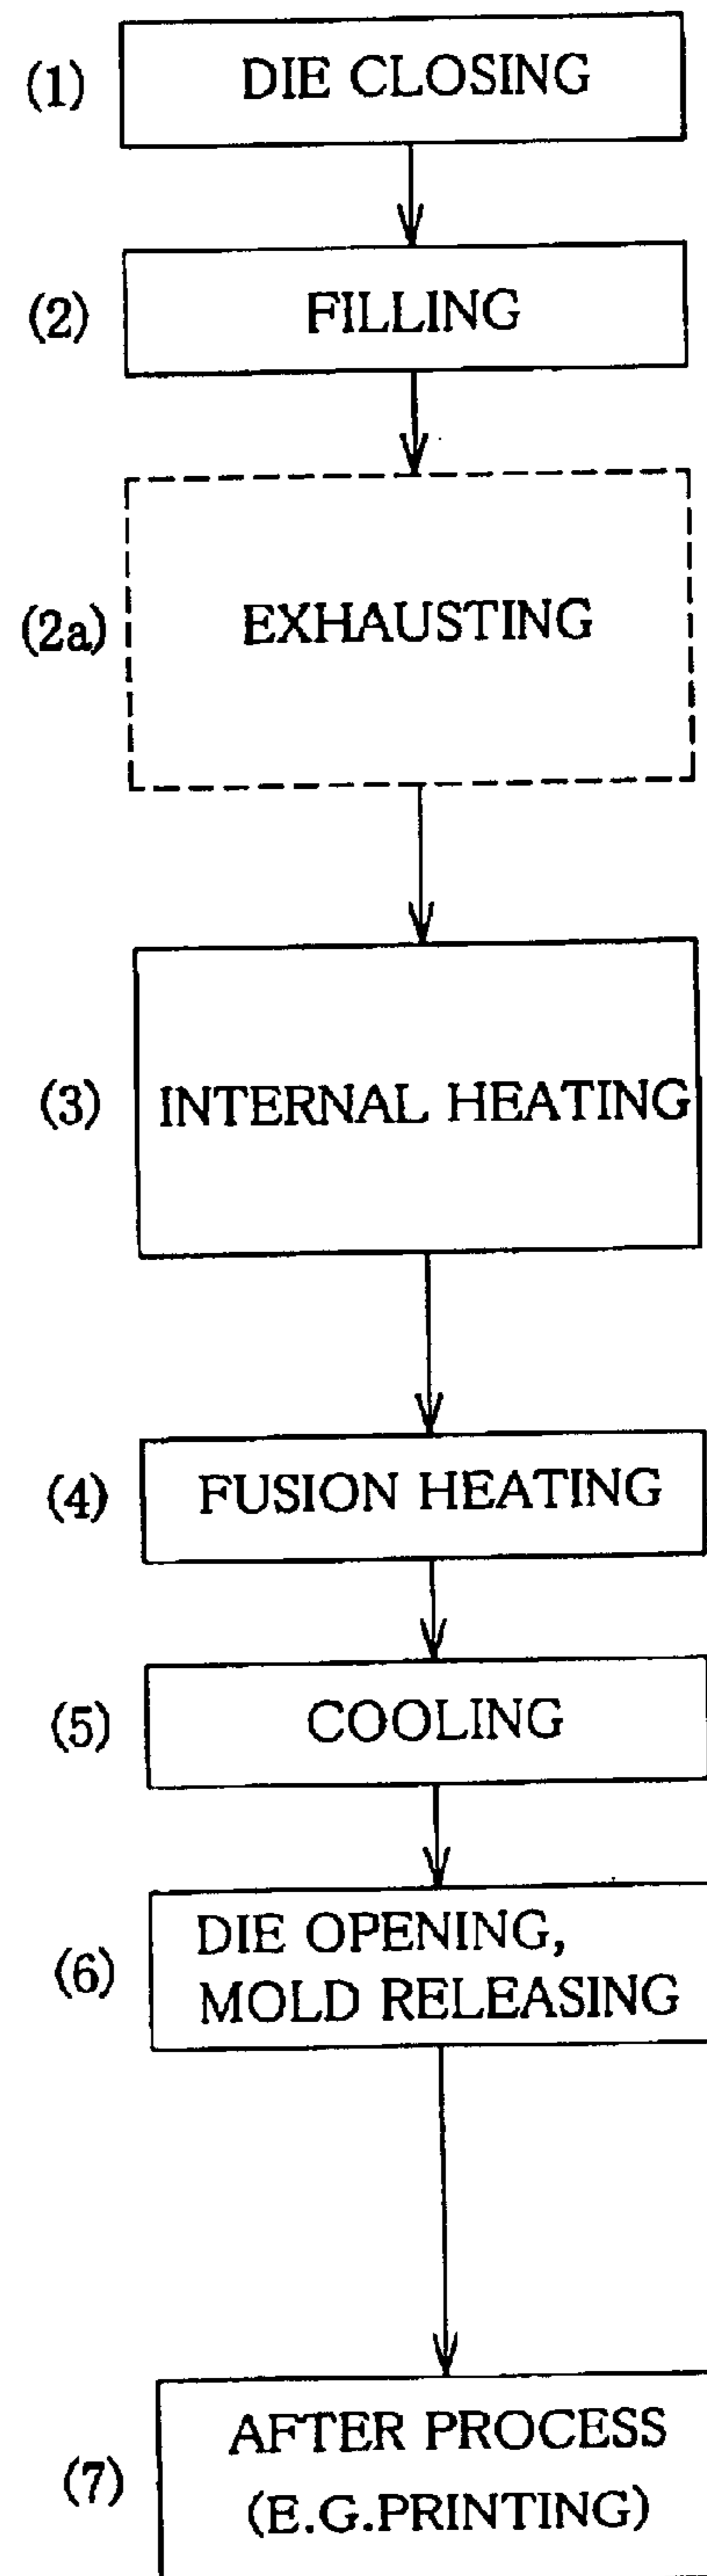 (1) DIE CLOSING
(2) FILLING
(2a) EXHAUSTING
(3) INTERNAL HEATING
(4) FUSION HEATING
(5) COOLING
(6) DIE OPENING,
MOLD RELEASING
(7) AFTER PROCESS
(E.G.PRINTING)